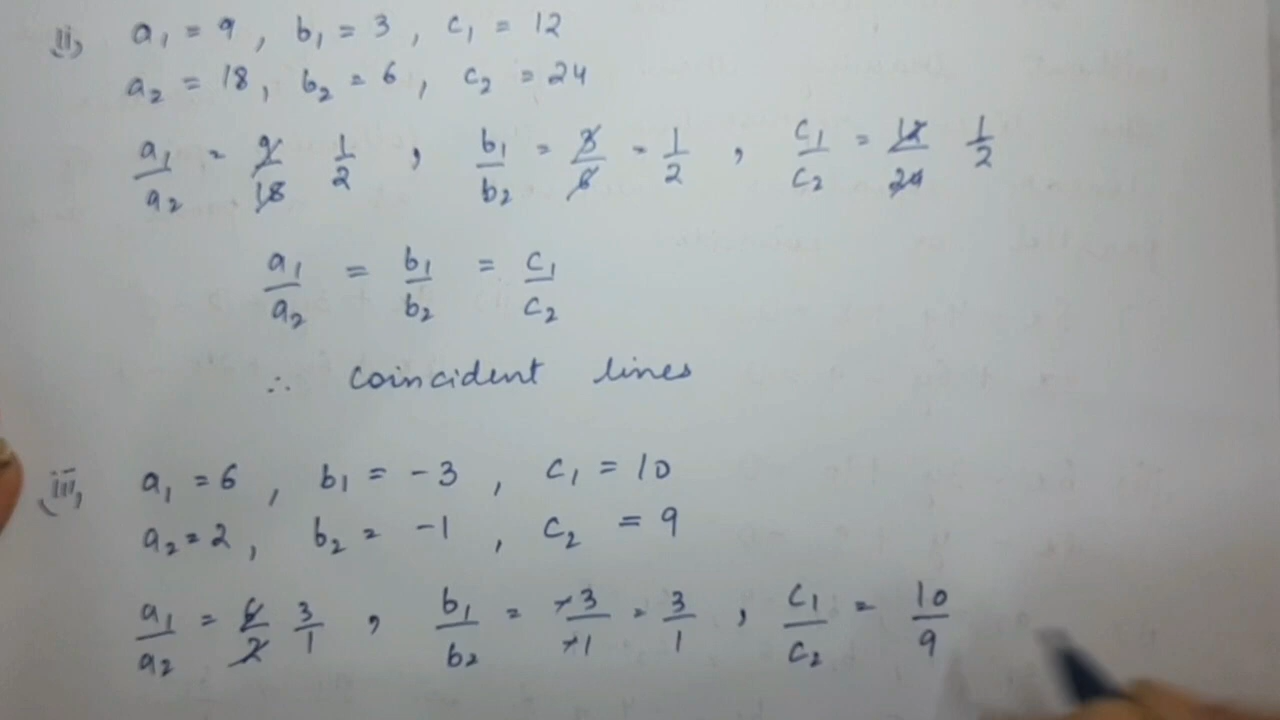 ii, a₁ = 9 , b₁ = 3 , c₁ = 12
a₂ = 18 , b₂ = 6 , c₂ = 24
a₁/a₂ = 9/18 1/2 , b₁/b₂ = 3/6 = 1/2 , c₁/c₂ = 12/24 1/2
a₁/a₂ = b₁/b₂ = c₁/c₂
∴ coincident lines
iii, a₁ = 6 , b₁ = -3 , c₁ = 10
a₂ = 2 , b₂ = -1 , c₂ = 9
a₁/a₂ = 6/2 3/1 , b₁/b₂ = -3/-1 = 3/1 , c₁/c₂ = 10/9